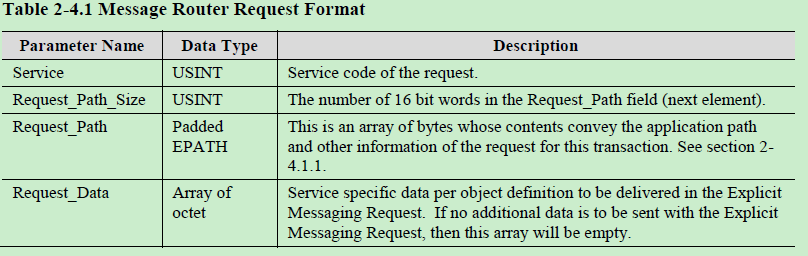 Table 2-4.1 Message Router Request Format
Parameter Name Data Type Description
Service USINT Service code of the request.
Request_Path_Size USINT The number of 16 bit words in the Request_Path field (next element).
Request_Path Padded This is an array of bytes whose contents convey the application path
EPATH and other information of the request for this transaction. See section 2-
4.1.1.
Request_Data Array of Service specific data per object definition to be delivered in the Explicit
octet Messaging Request. If no additional data is to be sent with the Explicit
Messaging Request, then this array will be empty.